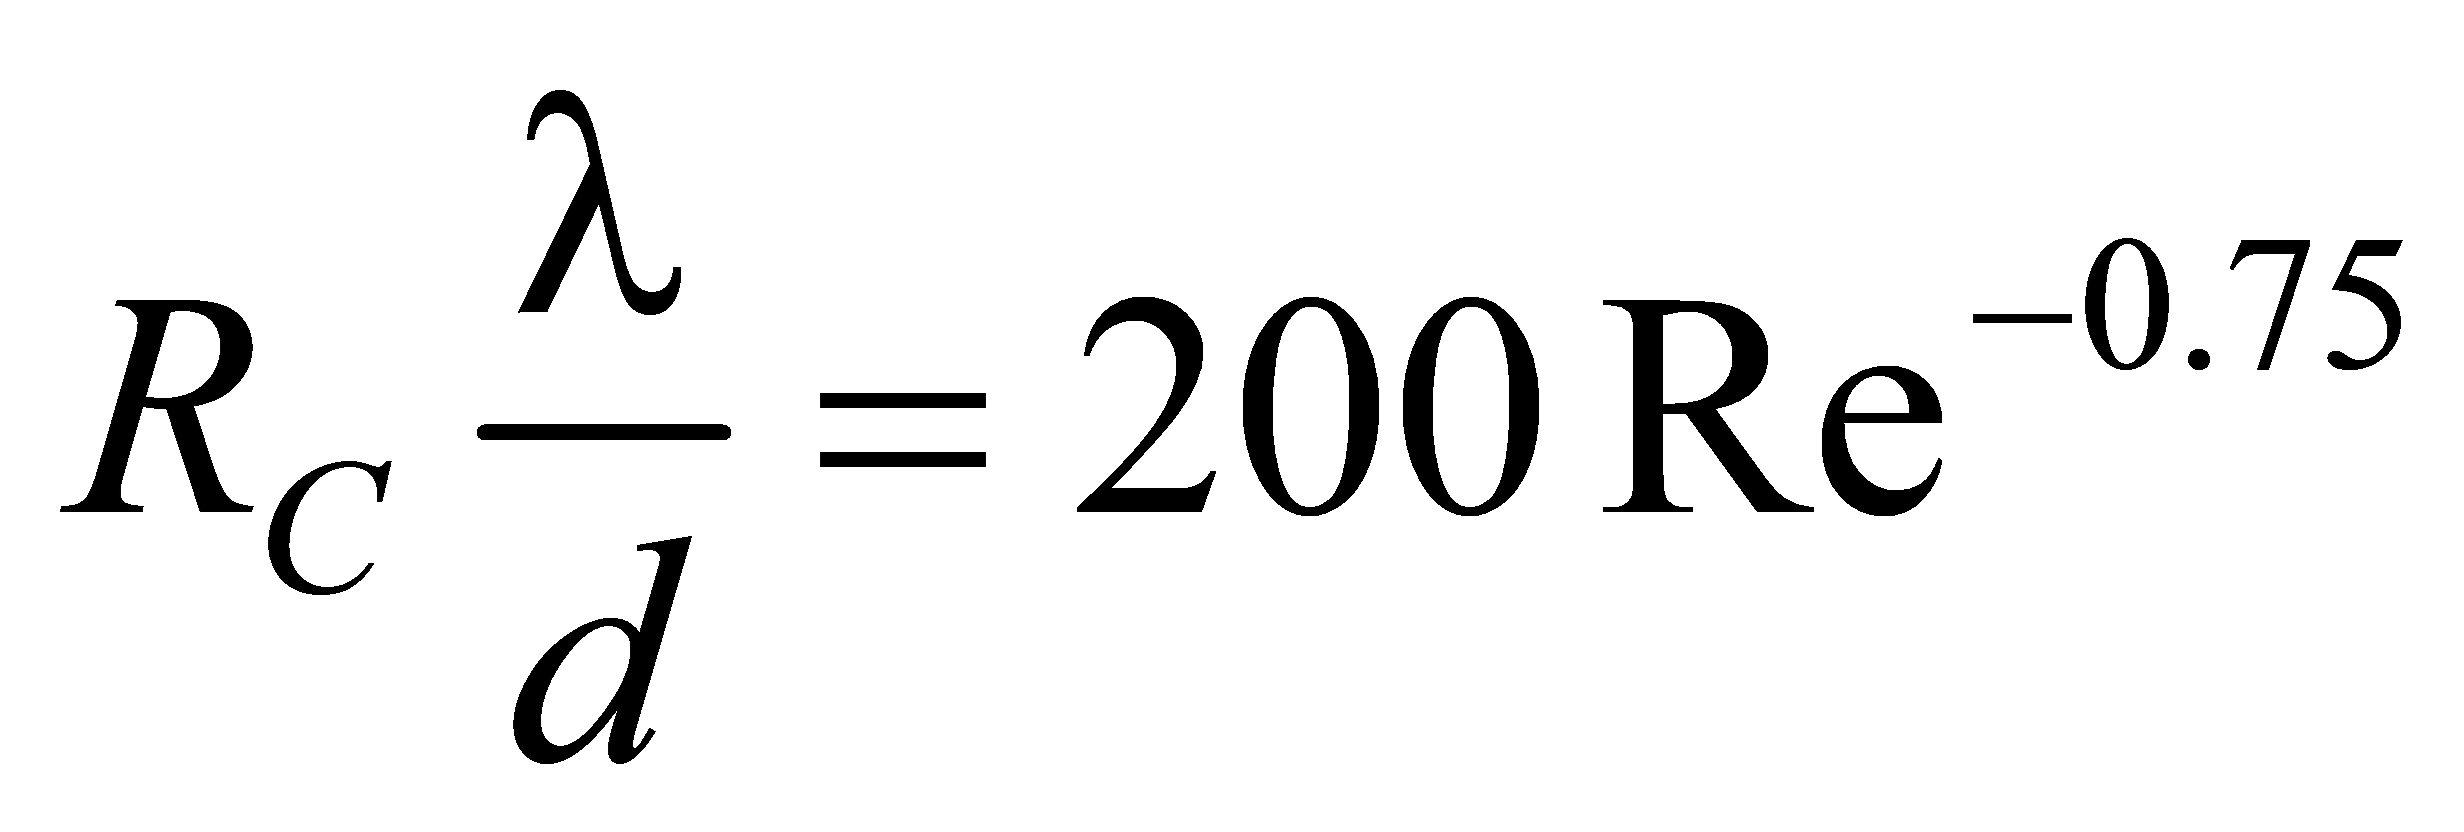 R_C λ/d = 200 Re^−0.75